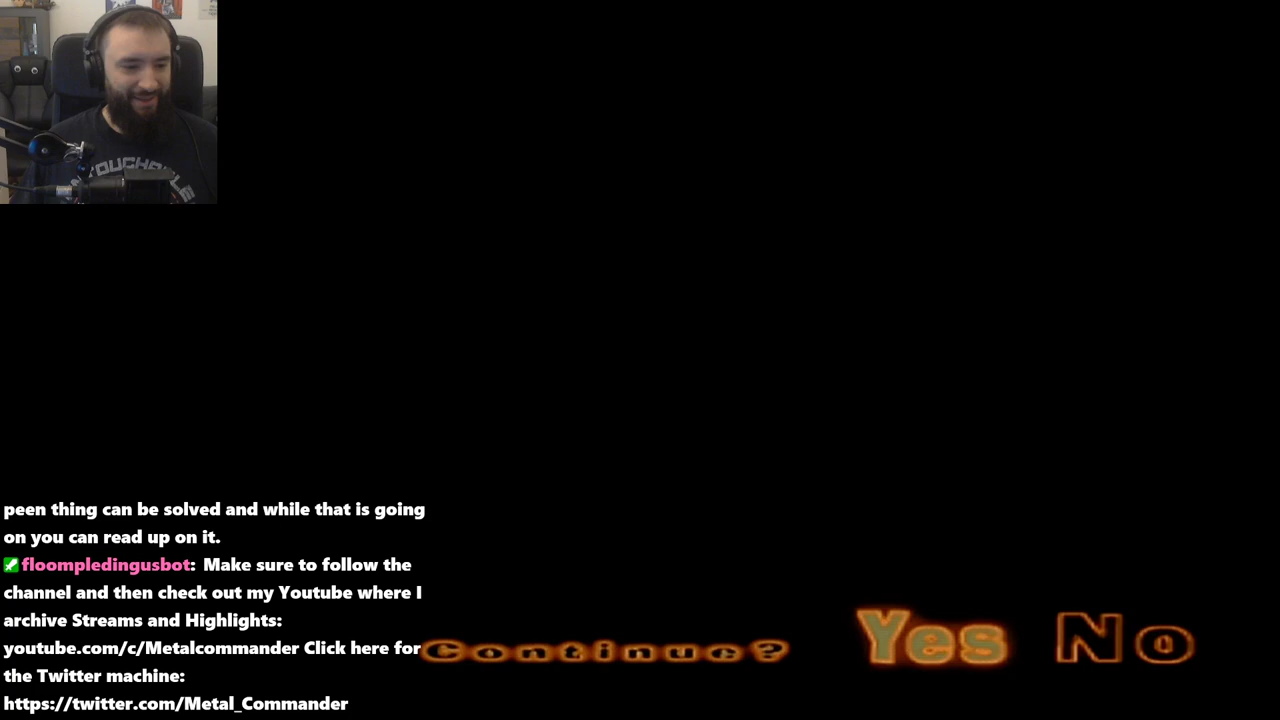 OUCHABLE
peen thing can be solved and while that is going
on you can read up on it.
floompledingusbot: Make sure to follow the
channel and then check out my Youtube where I
archive Streams and Highlights:
youtube.com/c/Metalcommander Click here for
the Twitter machine:
https://twitter.com/Metal_Commander
Continue? Yes No